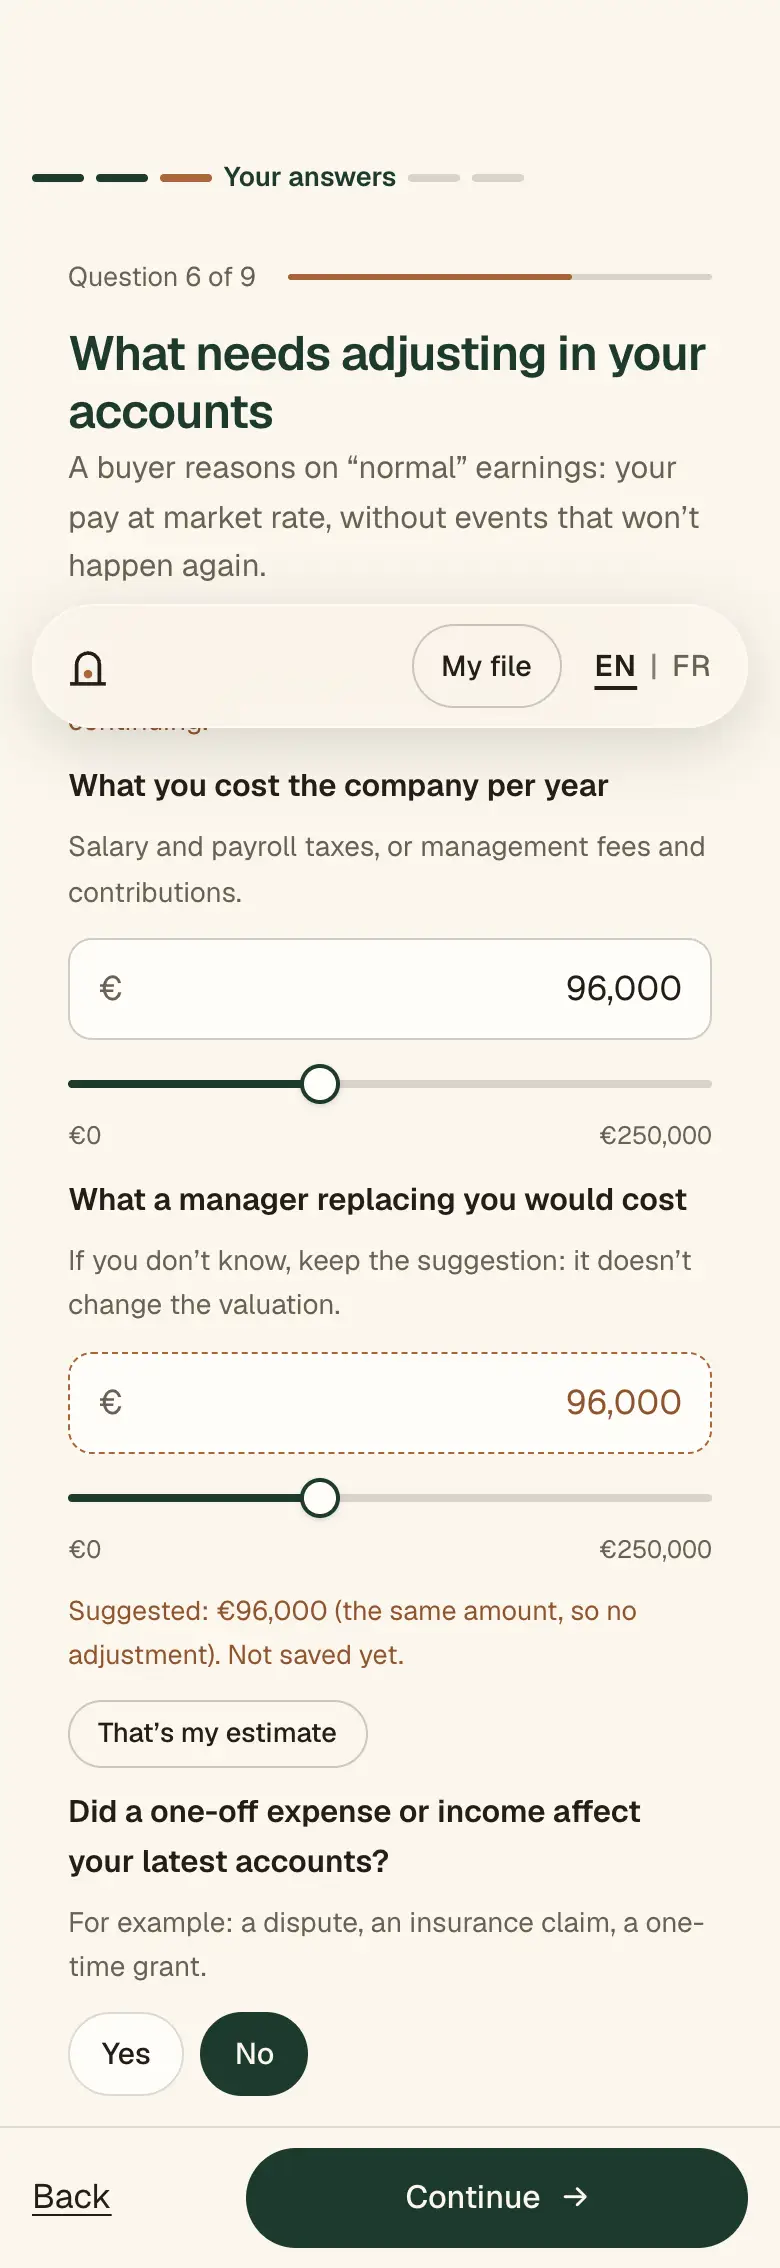 Your answers
Question 6 of 9
What needs adjusting in your
accounts
A buyer reasons on “normal” earnings: your
pay at market rate, without events that won’t
happen again.
My file
EN | FR
continuing.
What you cost the company per year
Salary and payroll taxes, or management fees and
contributions.
€ 96,000
€0 €250,000
What a manager replacing you would cost
If you don’t know, keep the suggestion: it doesn’t
change the valuation.
€ 96,000
€0 €250,000
Suggested: €96,000 (the same amount, so no
adjustment). Not saved yet.
That’s my estimate
Did a one-off expense or income affect
your latest accounts?
For example: a dispute, an insurance claim, a one-
time grant.
Yes No
Back Continue →